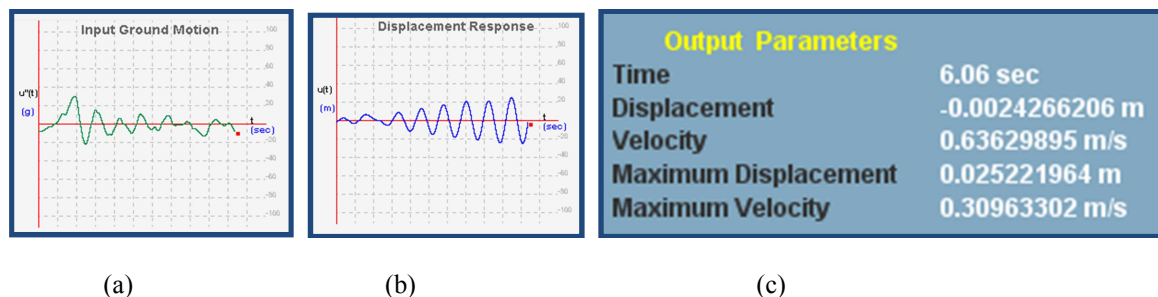 Input Ground Motion
100
80
60
40
20
u"(t)
(g)
t
(sec)
-20
-40
-60
-80
-100
Displacement Response
100
80
60
40
20
u(t)
(m)
t
(sec)
-20
-40
-60
-80
-100
Output Parameters
Time 6.06 sec
Displacement -0.0024266206 m
Velocity 0.63629895 m/s
Maximum Displacement 0.025221964 m
Maximum Velocity 0.30963302 m/s
(a) (b) (c)